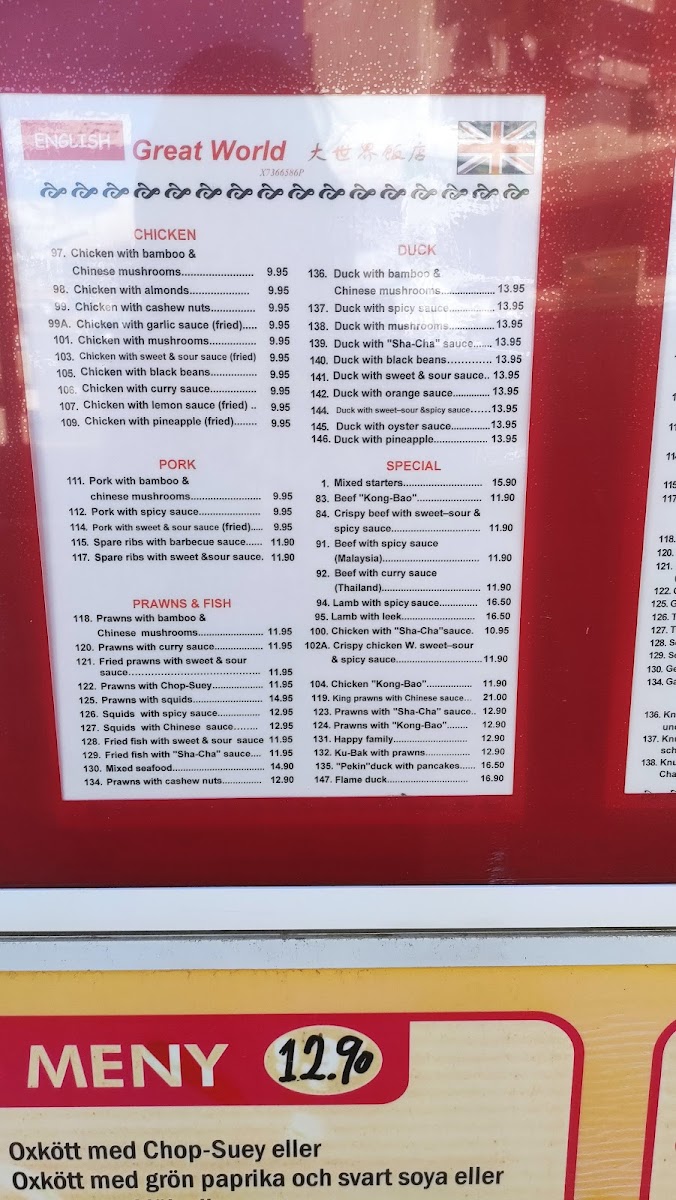 ENGLISH
Great World 大世界飯店
X7366586P
CHICKEN
97. Chicken with bamboo &
Chinese mushrooms......................... 9.95
98. Chicken with almonds..................... 9.95
99. Chicken with cashew nuts............... 9.95
99A. Chicken with garlic sauce (fried)..... 9.95
101. Chicken with mushrooms................ 9.95
103. Chicken with sweet & sour sauce (fried) 9.95
105. Chicken with black beans................ 9.95
106. Chicken with curry sauce................ 9.95
107. Chicken with lemon sauce (fried) .. 9.95
109. Chicken with pineapple (fried)........ 9.95
PORK
111. Pork with bamboo &
chinese mushrooms........................ 9.95
112. Pork with spicy sauce..................... 9.95
114. Pork with sweet & sour sauce (fried)..... 9.95
115. Spare ribs with barbecue sauce...... 11.90
117. Spare ribs with sweet &sour sauce. 11.90
PRAWNS & FISH
118. Prawns with bamboo &
Chinese mushrooms...................... 11.95
120. Prawns with curry sauce................. 11.95
121. Fried prawns with sweet & sour
sauce............................................. 11.95
122. Prawns with Chop-Suey................. 11.95
125. Prawns with squids........................ 14.95
126. Squids with spicy sauce.............. 12.95
127. Squids with Chinese sauce......... 12.95
128. Fried fish with sweet & sour sauce 11.95
129. Fried fish with "Sha-Cha" sauce.... 11.95
130. Mixed seafood............................... 14.90
134. Prawns with cashew nuts............. 12.90
DUCK
136. Duck with bamboo &
Chinese mushrooms................... 13.95
137. Duck with spicy sauce................ 13.95
138. Duck with mushrooms................ 13.95
139. Duck with "Sha-Cha" sauce....... 13.95
140. Duck with black beans............... 13.95
141. Duck with sweet & sour sauce.. 13.95
142. Duck with orange sauce............. 13.95
144. Duck with sweet–sour &spicy sauce...... 13.95
145. Duck with oyster sauce.............. 13.95
146. Duck with pineapple................... 13.95
SPECIAL
1. Mixed starters............................ 15.90
83. Beef "Kong-Bao"....................... 11.90
84. Crispy beef with sweet–sour &
spicy sauce................................ 11.90
91. Beef with spicy sauce
(Malaysia).................................. 11.90
92. Beef with curry sauce
(Thailand)................................... 11.90
94. Lamb with spicy sauce.............. 16.50
95. Lamb with leek........................... 16.50
100. Chicken with "Sha-Cha"sauce. 10.95
102A. Crispy chicken W. sweet–sour
& spicy sauce.............................. 11.90
104. Chicken "Kong-Bao"................... 11.90
119. King prawns with Chinese sauce... 21.00
123. Prawns with "Sha-Cha" sauce.. 12.90
124. Prawns with "Kong-Bao"........ 12.90
131. Happy family........................... 12.90
132. Ku-Bak with prawns................ 12.90
135. "Pekin"duck with pancakes...... 16.50
147. Flame duck............................. 16.90
118.
120.
121.
122.
125.
126.
127.
128.
129.
130.
134.
136.
137.
138.
MENY 12.90
Oxkött med Chop-Suey eller
Oxkött med grön paprika och svart soya eller